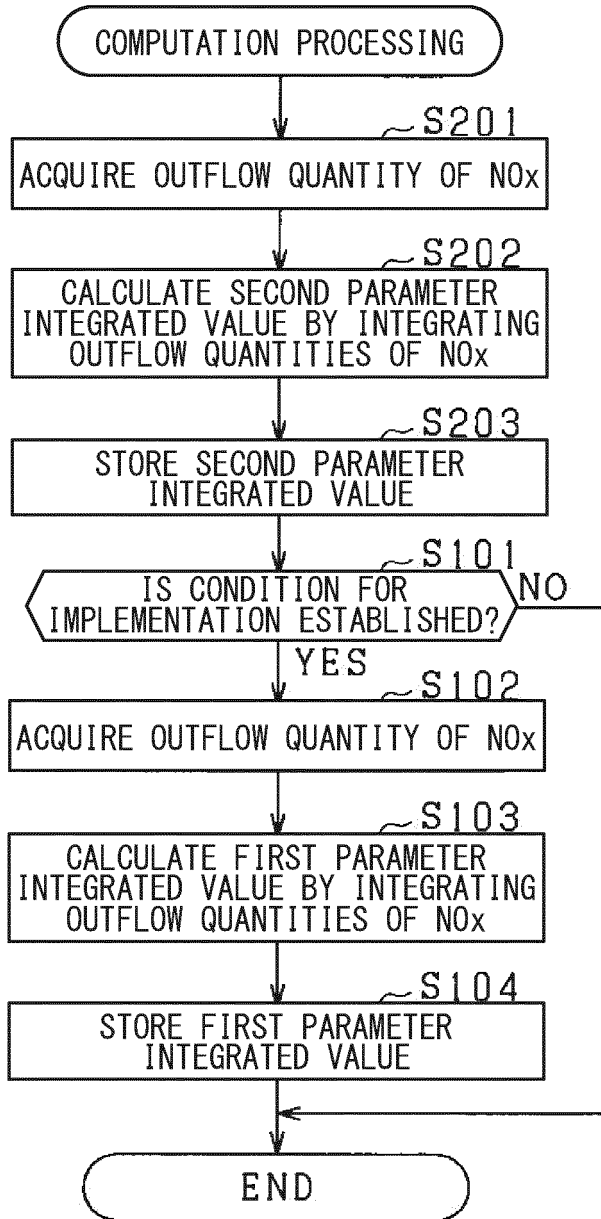 COMPUTATION PROCESSING
S201
ACQUIRE OUTFLOW QUANTITY OF NOx
S202
CALCULATE SECOND PARAMETER
INTEGRATED VALUE BY INTEGRATING
OUTFLOW QUANTITIES OF NOx
S203
STORE SECOND PARAMETER
INTEGRATED VALUE
S101
IS CONDITION FOR
IMPLEMENTATION ESTABLISHED?
NO
YES
S102
ACQUIRE OUTFLOW QUANTITY OF NOx
S103
CALCULATE FIRST PARAMETER
INTEGRATED VALUE BY INTEGRATING
OUTFLOW QUANTITIES OF NOx
S104
STORE FIRST PARAMETER
INTEGRATED VALUE
END